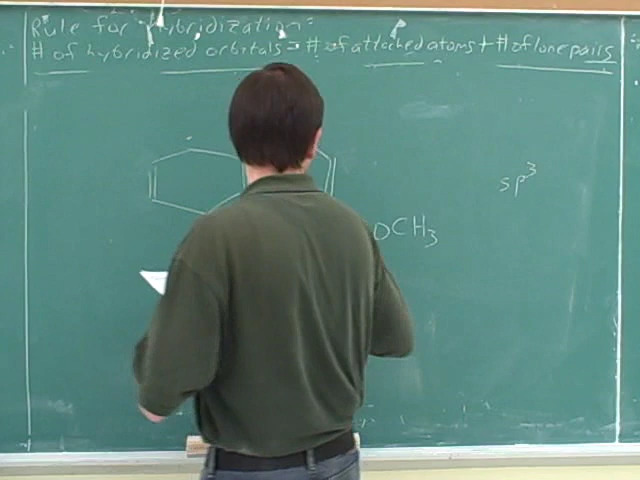 Rule for Hybridization:
# of hybridized orbitals = # of attached atoms + # of lone pairs
sp³
OCH₃